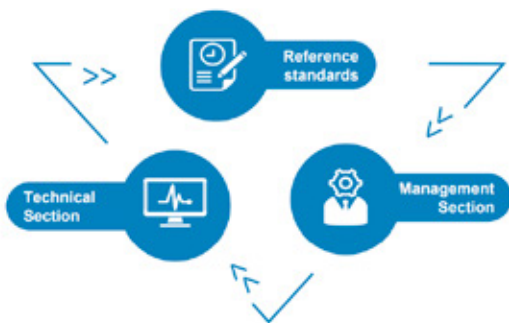 Reference
standards
Technical
Section
Management
Section